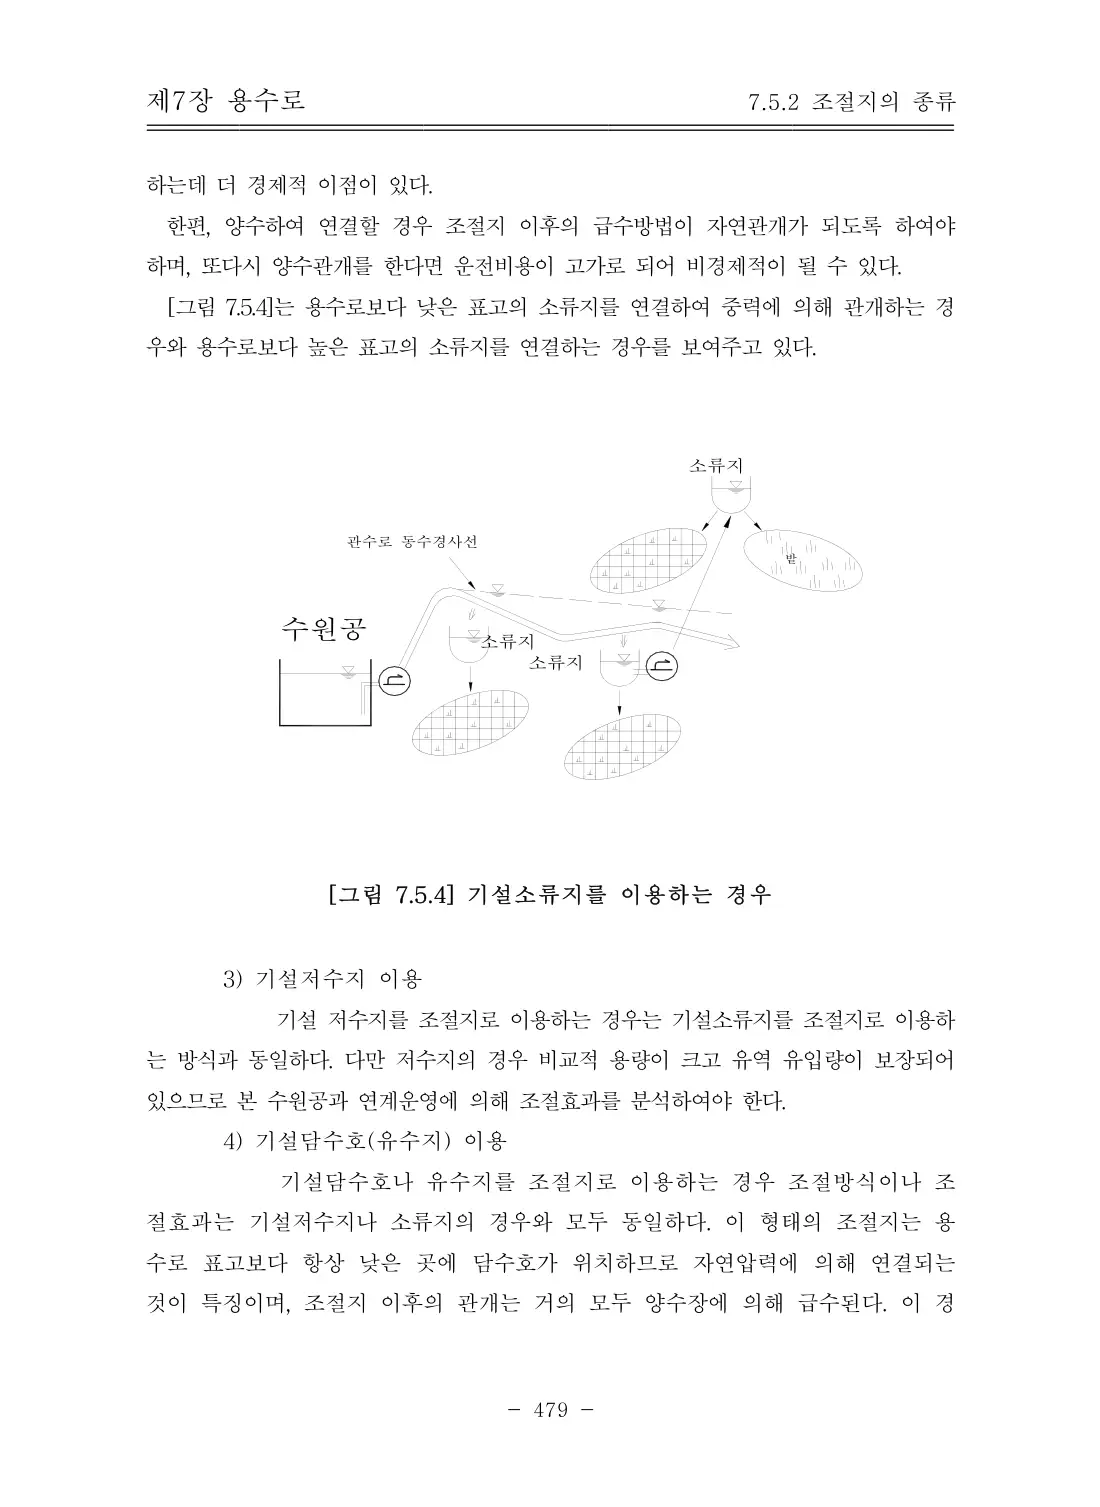 제7장 용수로
7.5.2 조절지의 종류
하는데 더 경제적 이점이 있다.
한편, 양수하여 연결할 경우 조절지 이후의 급수방법이 자연관개가 되도록 하여야
하며, 또다시 양수관개를 한다면 운전비용이 고가로 되어 비경제적이 될 수 있다.
[그림 7.5.4]는 용수로보다 낮은 표고의 소류지를 연결하여 중력에 의해 관개하는 경
우와 용수로보다 높은 표고의 소류지를 연결하는 경우를 보여주고 있다.
소류지
관수로 동수경사선
밭
수원공
소류지
소류지
[그림 7.5.4] 기설소류지를 이용하는 경우
3) 기설저수지 이용
기설 저수지를 조절지로 이용하는 경우는 기설소류지를 조절지로 이용하
는 방식과 동일하다. 다만 저수지의 경우 비교적 용량이 크고 유역 유입량이 보장되어
있으므로 본 수원공과 연계운영에 의해 조절효과를 분석하여야 한다.
4) 기설담수호(유수지) 이용
기설담수호나 유수지를 조절지로 이용하는 경우 조절방식이나 조
절효과는 기설저수지나 소류지의 경우와 모두 동일하다. 이 형태의 조절지는 용
수로 표고보다 항상 낮은 곳에 담수호가 위치하므로 자연압력에 의해 연결되는
것이 특징이며, 조절지 이후의 관개는 거의 모두 양수장에 의해 급수된다. 이 경
- 479 -